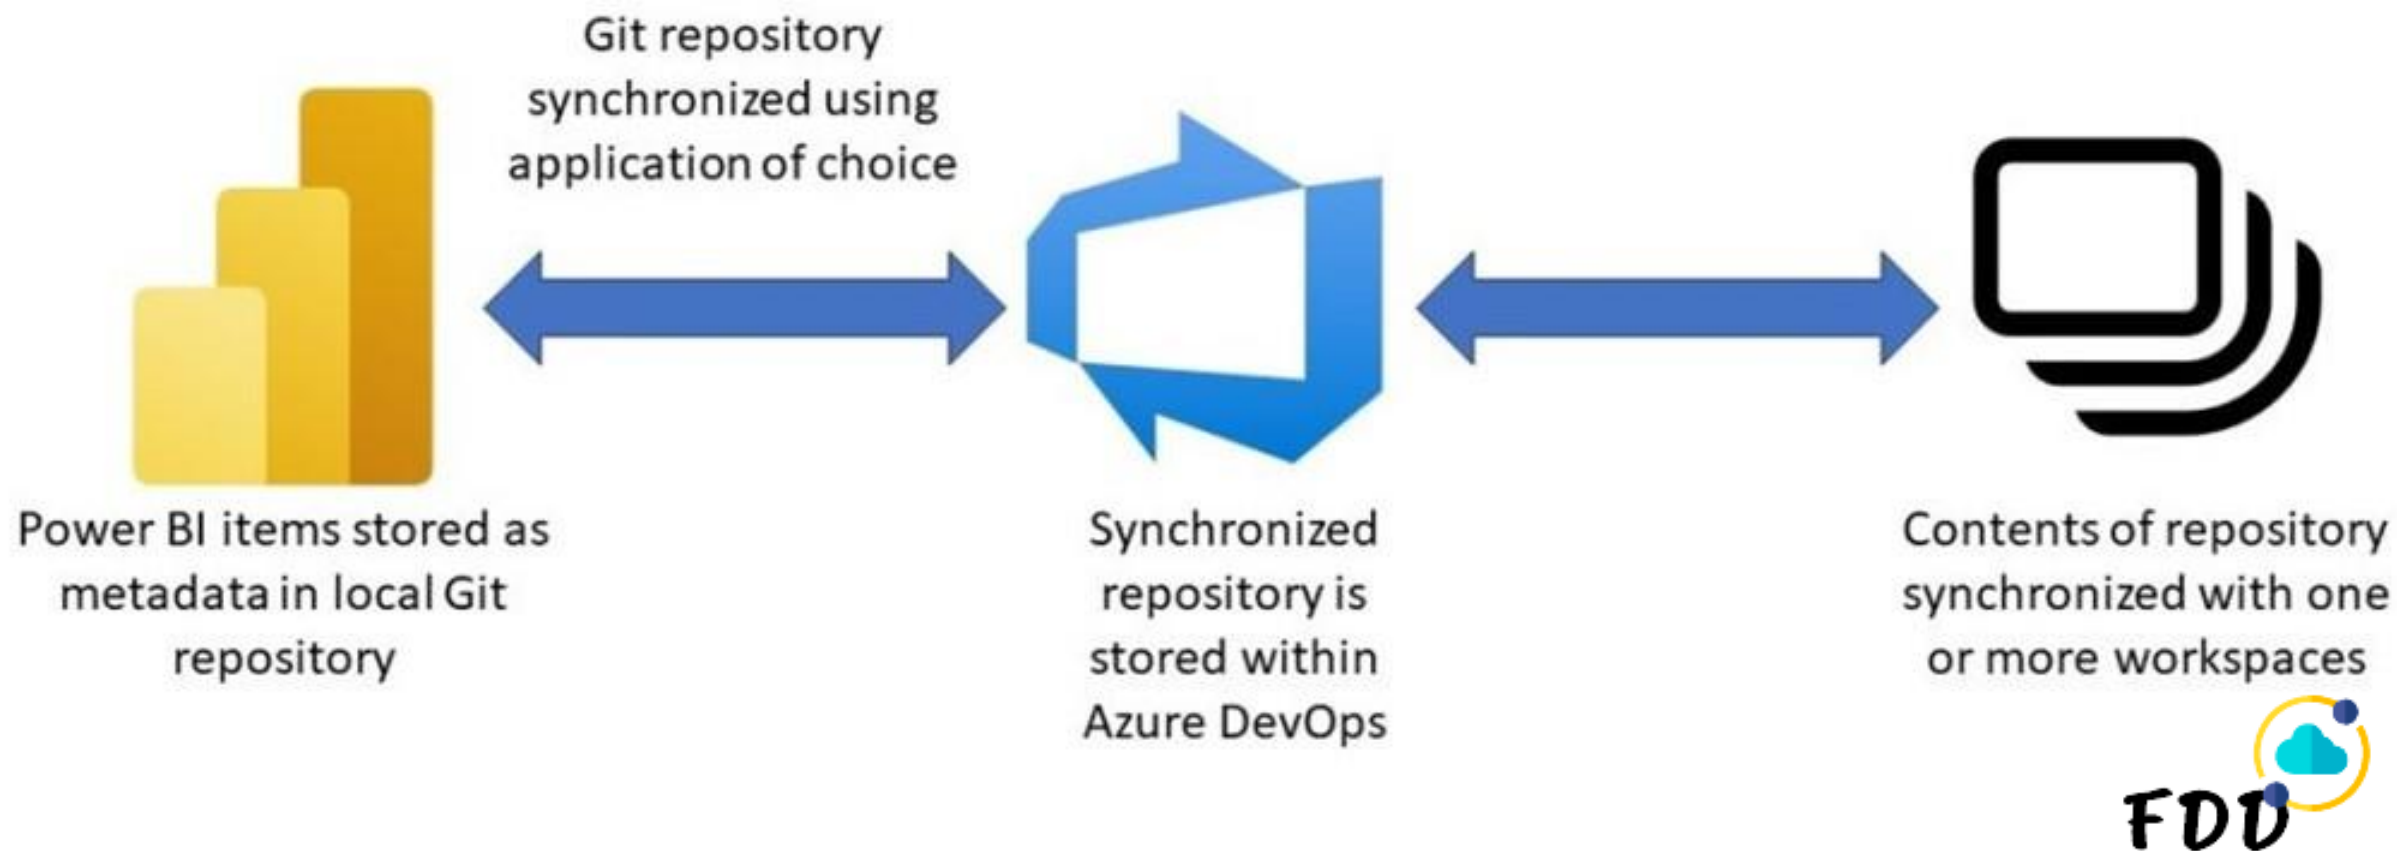 Git repository
synchronized using
application of choice
Power BI items stored as
metadata in local Git
repository
Synchronized
repository is
stored within
Azure DevOps
Contents of repository
synchronized with one
or more workspaces
FDD